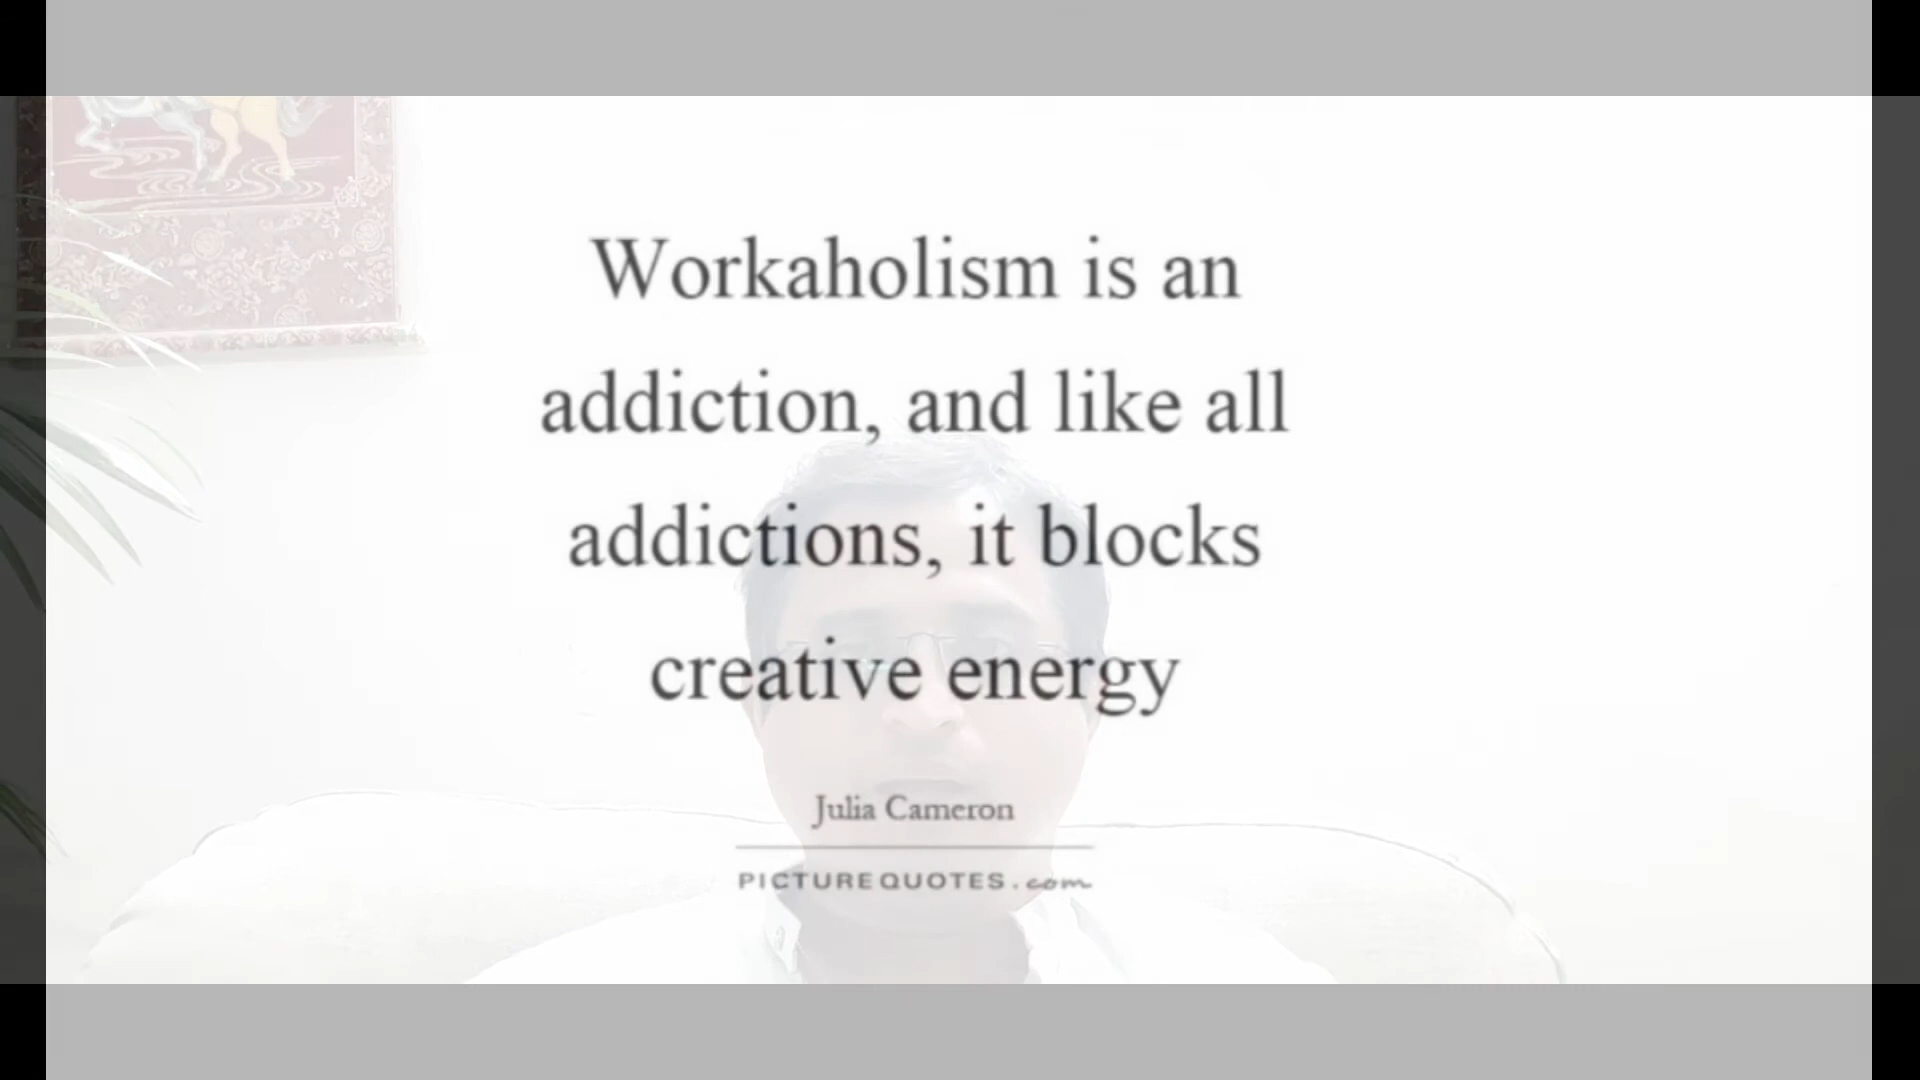 Workaholism is an
addiction, and like all
addictions, it blocks
creative energy
Julia Cameron
PICTUREQUOTES.com